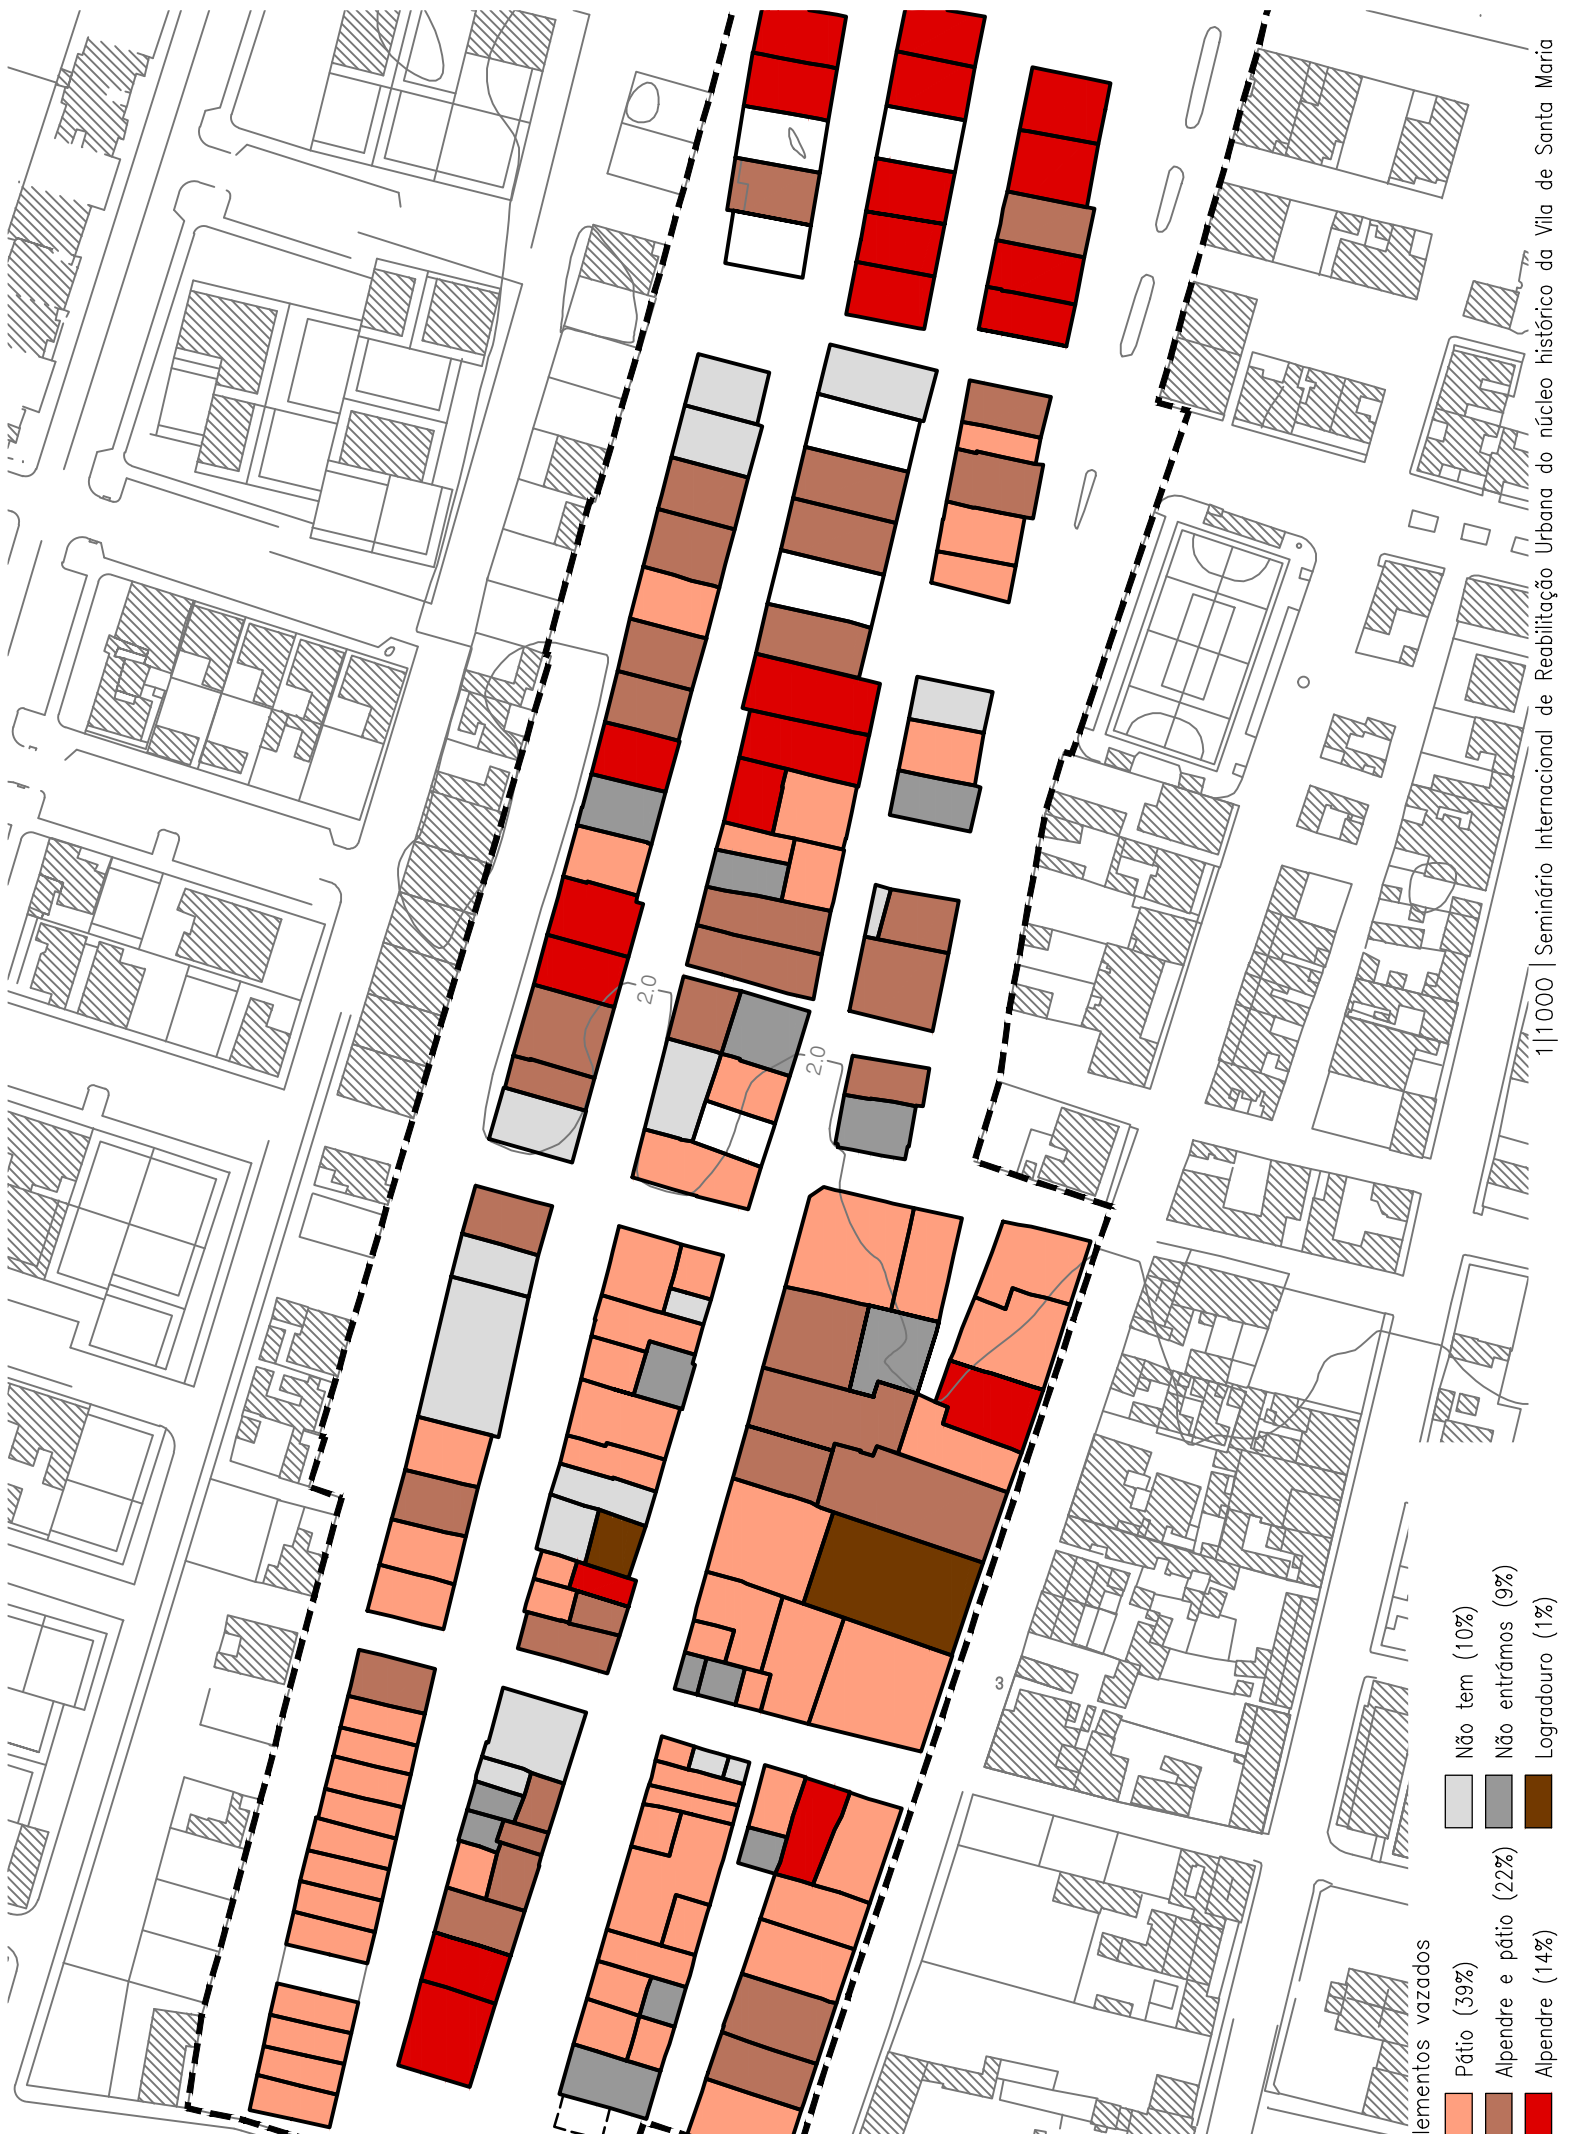 1|1000 | Seminário Internacional de Reabilitação Urbana do núcleo histórico da Vila de Santa Maria
lementos vazados
Pátio (39%)
Alpendre e pátio (22%)
Alpendre (14%)
Não tem (10%)
Não entrámos (9%)
Logradouro (1%)
2.0
2.0
3